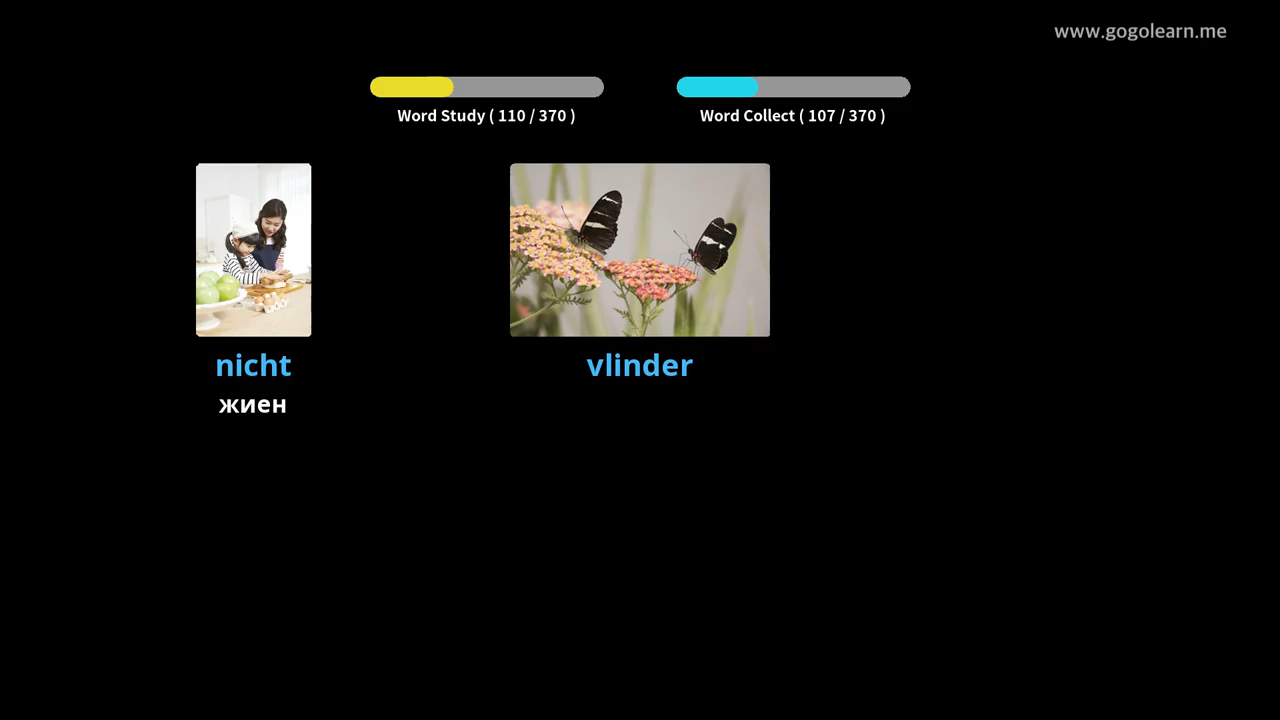 www.gogolearn.me
Word Study ( 110 / 370 )
Word Collect ( 107 / 370 )
nicht
vlinder
жиен